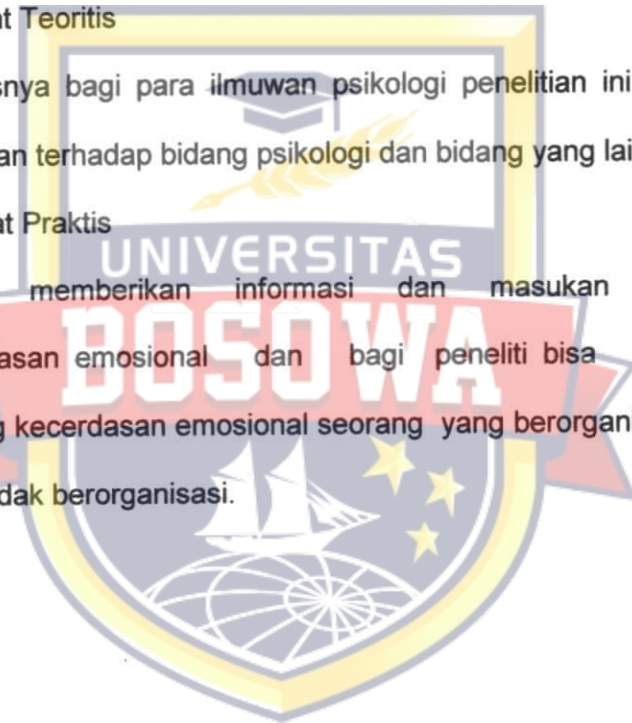 at Teoritis
snya bagi para ilmuwan psikologi penelitian ini
an terhadap bidang psikologi dan bidang yang lai
at Praktis
UNIVERSITAS
memberikan informasi dan masukan
BOSOWA
asan emosional dan bagi peneliti bisa
g kecerdasan emosional seorang yang berorgan
dak berorganisasi.